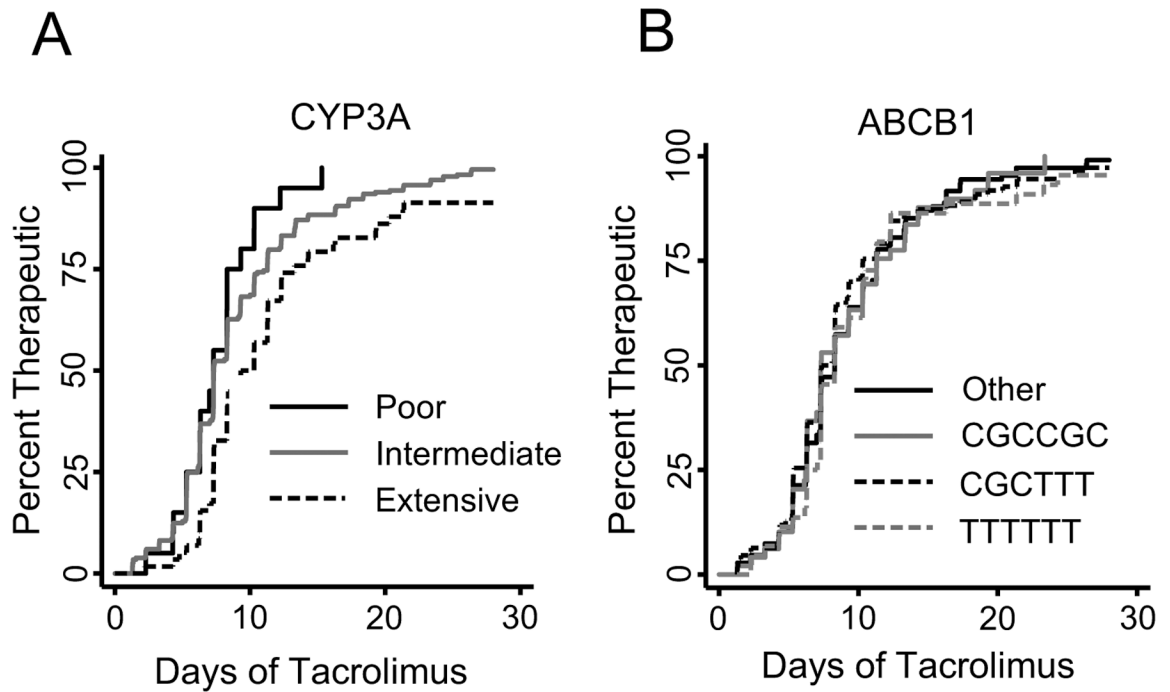 A
CYP3A
Percent Therapeutic
100
75
50
25
0
Poor
Intermediate
Extensive
0 10 20 30
Days of Tacrolimus
B
ABCB1
Percent Therapeutic
100
75
50
25
0
Other
CGCCGC
CGCTTT
TTTTTT
0 10 20 30
Days of Tacrolimus